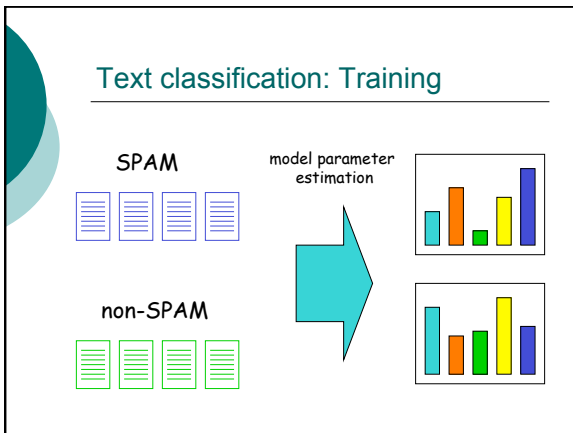 Text classification: Training
SPAM
model parameter
estimation
non-SPAM